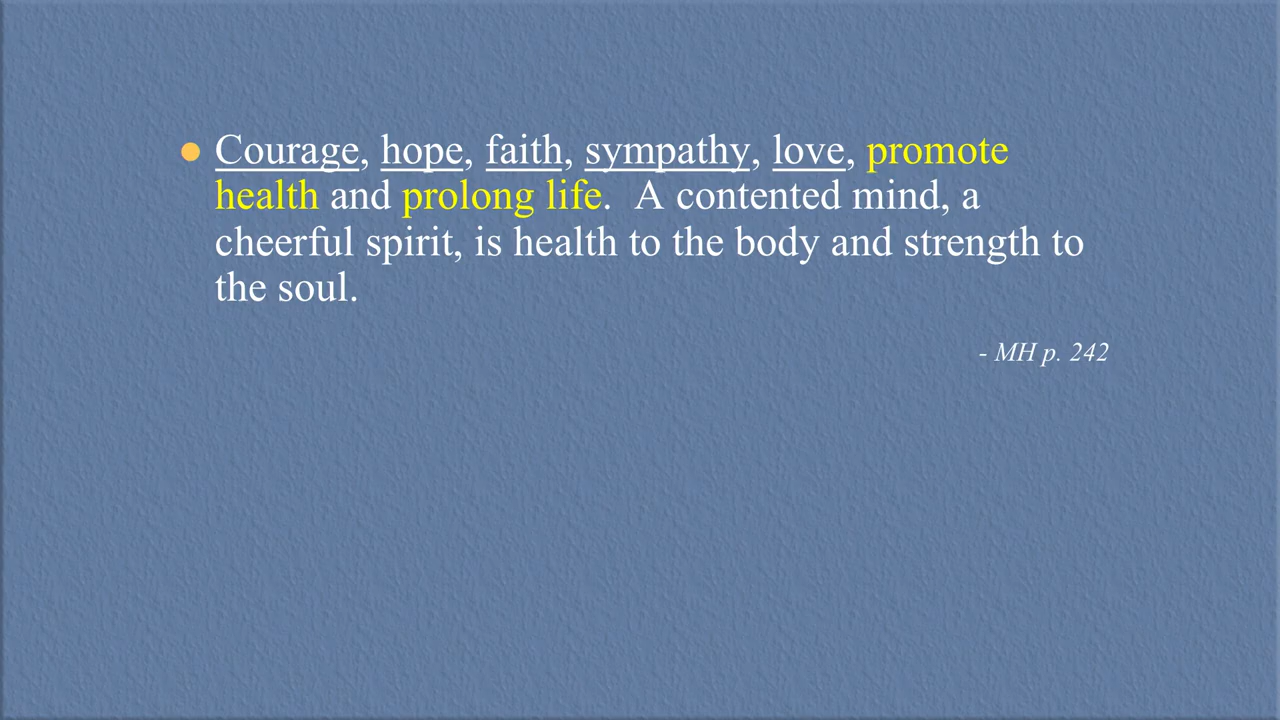 Courage, hope, faith, sympathy, love, promote
health and prolong life.  A contented mind, a
cheerful spirit, is health to the body and strength to
the soul.
- MH p. 242